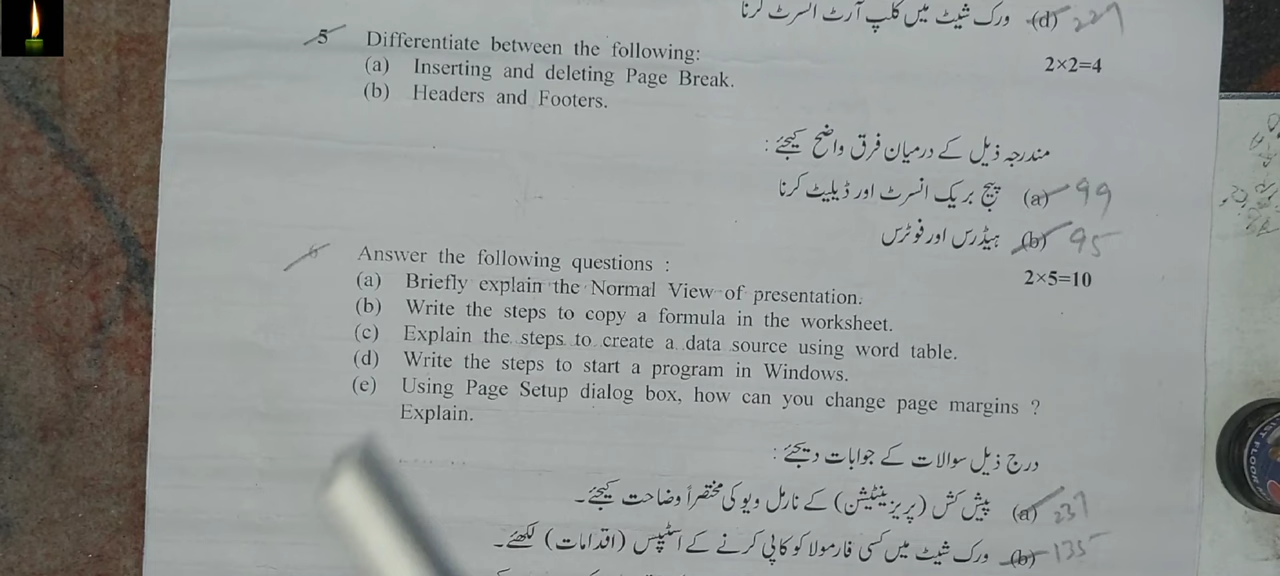 ورک شیٹ میں کلپ آرٹ انسرٹ کرنا (d) 227
5 Differentiate between the following: 2×2=4
(a) Inserting and deleting Page Break.
(b) Headers and Footers.
مندرجہ ذیل کے درمیان فرق واضح کیجئے :
(a) پیج بریک انسرٹ اور ڈیلیٹ کرنا 99
(b) ہیڈرس اور فوٹرس 95
6 Answer the following questions : 2×5=10
(a) Briefly explain the Normal View of presentation.
(b) Write the steps to copy a formula in the worksheet.
(c) Explain the steps to create a data source using word table.
(d) Write the steps to start a program in Windows.
(e) Using Page Setup dialog box, how can you change page margins ?
Explain.
درج ذیل سوالات کے جوابات دیجئے :
(a) پیش کش (پریزینٹیشن) کے نارمل ویو کی مختصراً وضاحت کیجئے۔ 237
(b) ورک شیٹ میں کسی فارمولا کو کاپی کرنے کے اسٹیپس (اقدامات) لکھئے۔ 135